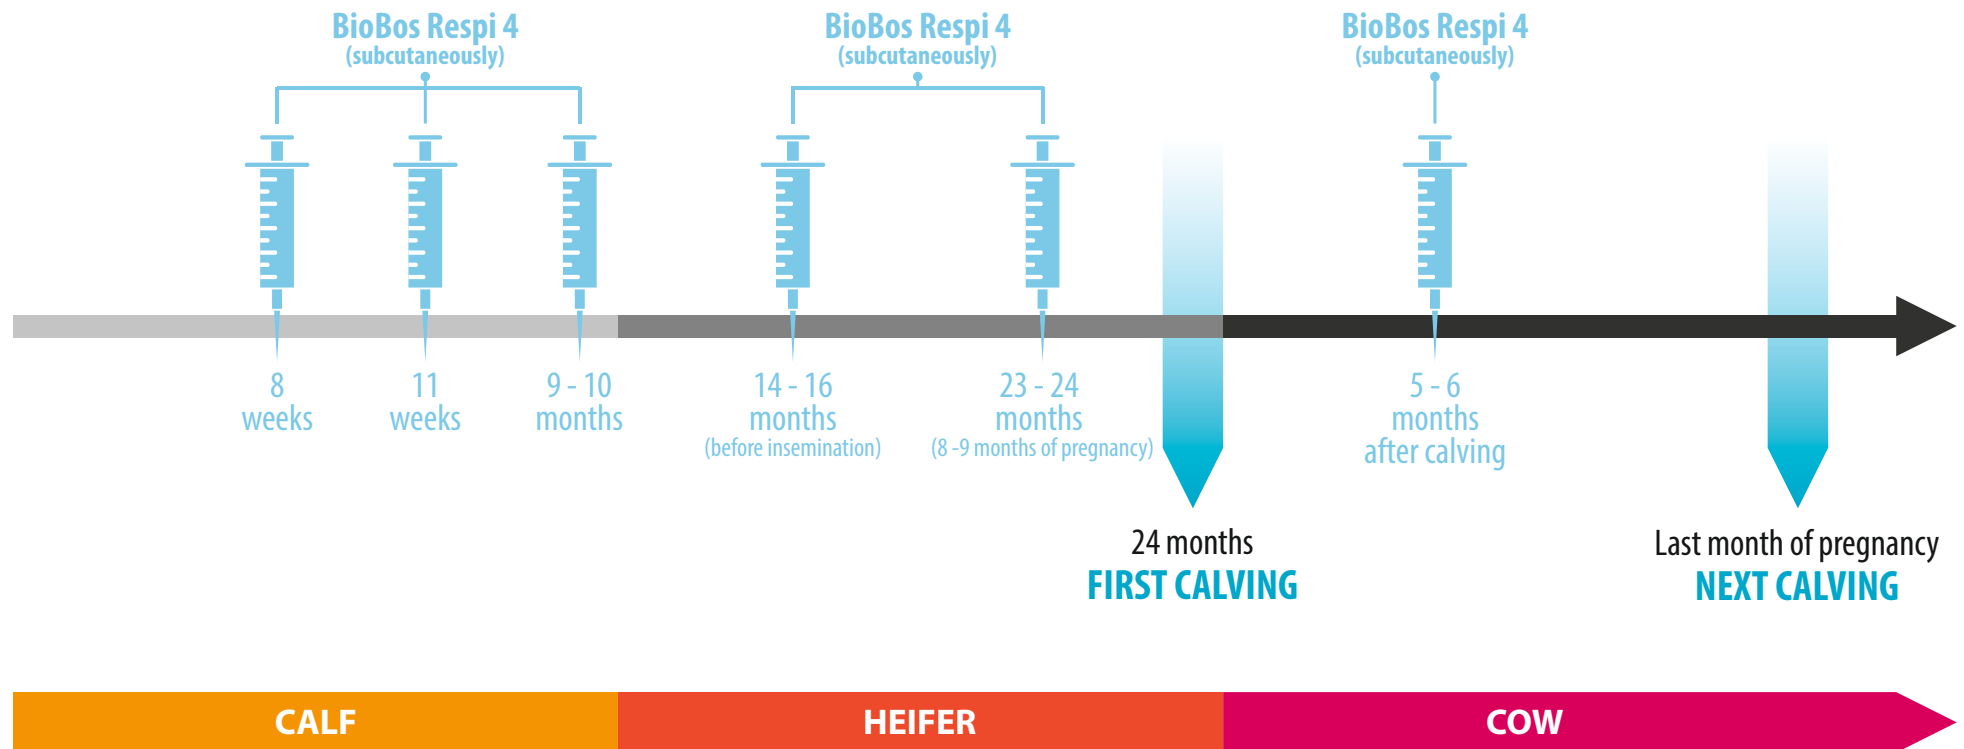 BioBos Respi 4
(subcutaneously)
BioBos Respi 4
(subcutaneously)
BioBos Respi 4
(subcutaneously)
8
weeks
11
weeks
9 - 10
months
14 - 16
months
(before insemination)
23 - 24
months
(8 -9 months of pregnancy)
5 - 6
months
after calving
24 months
FIRST CALVING
Last month of pregnancy
NEXT CALVING
CALF
HEIFER
COW